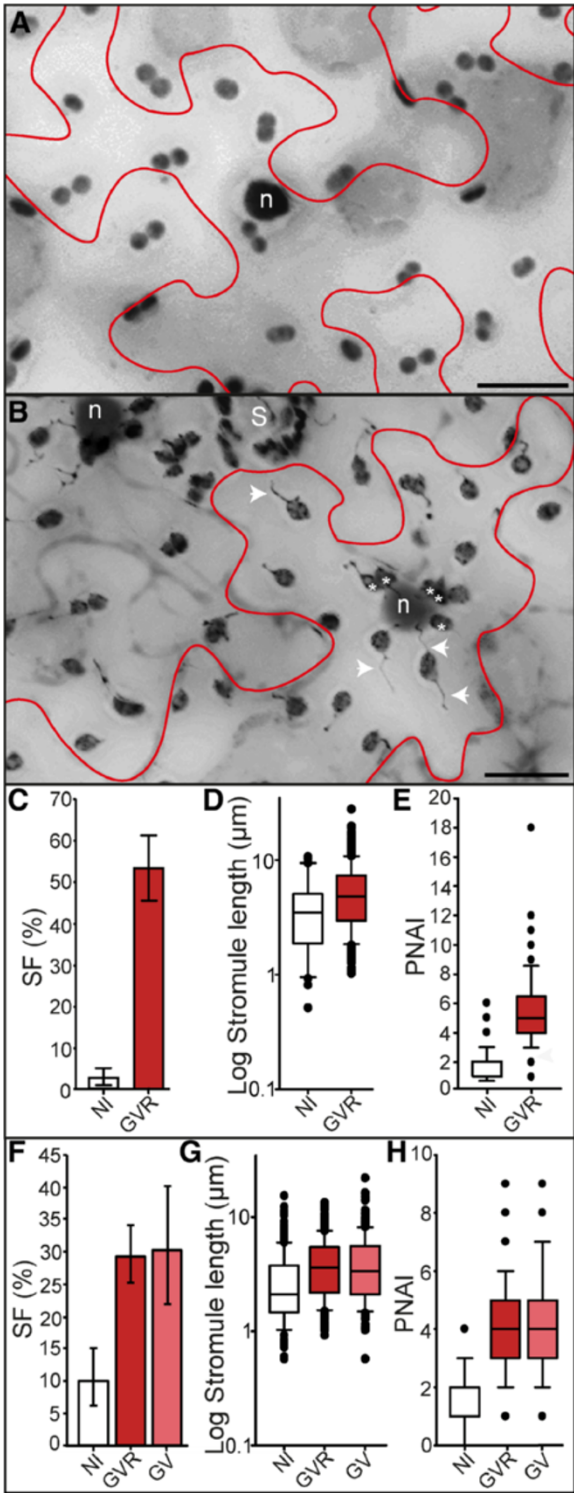 A
n
B
n
S
n
* *
* *
*
C
SF (%)
70
60
50
40
30
20
10
0
NI
GVR
D
Log Stromule length (µm)
10
1
0.1
NI
GVR
E
PNAI
20
18
16
14
12
10
8
6
4
2
0
NI
GVR
F
SF (%)
45
40
35
30
25
20
15
10
5
0
NI
GVR
GV
G
Log Stromule length (µm)
10
1
0.1
NI
GVR
GV
H
PNAI
10
8
6
4
2
0
NI
GVR
GV